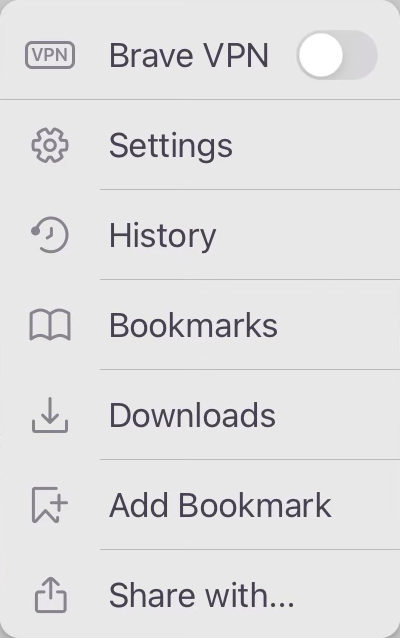 VPN Brave VPN
Settings
History
Bookmarks
Downloads
Add Bookmark
Share with...